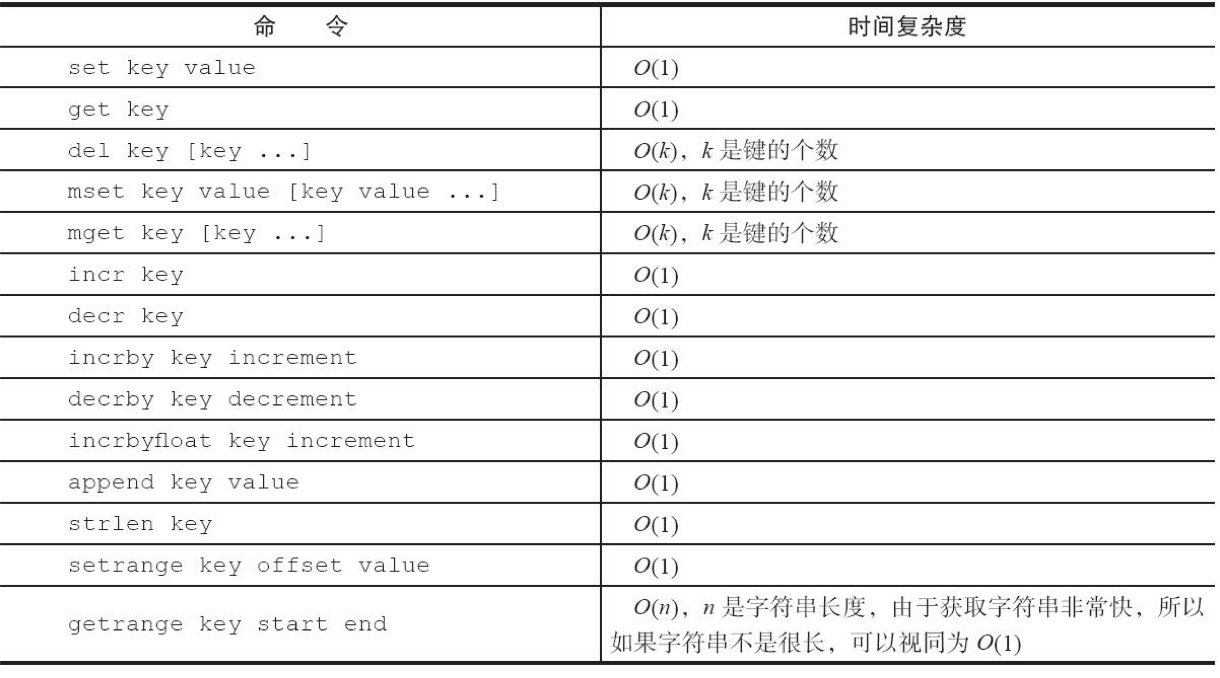 命 令 时间复杂度
set key value O(1)
get key O(1)
del key [key ...] O(k)，k 是键的个数
mset key value [key value ...] O(k)，k 是键的个数
mget key [key ...] O(k)，k 是键的个数
incr key O(1)
decr key O(1)
incrby key increment O(1)
decrby key decrement O(1)
incrbyfloat key increment O(1)
append key value O(1)
strlen key O(1)
setrange key offset value O(1)
getrange key start end O(n)，n 是字符串长度，由于获取字符串非常快，所以
如果字符串不是很长，可以视同为 O(1)